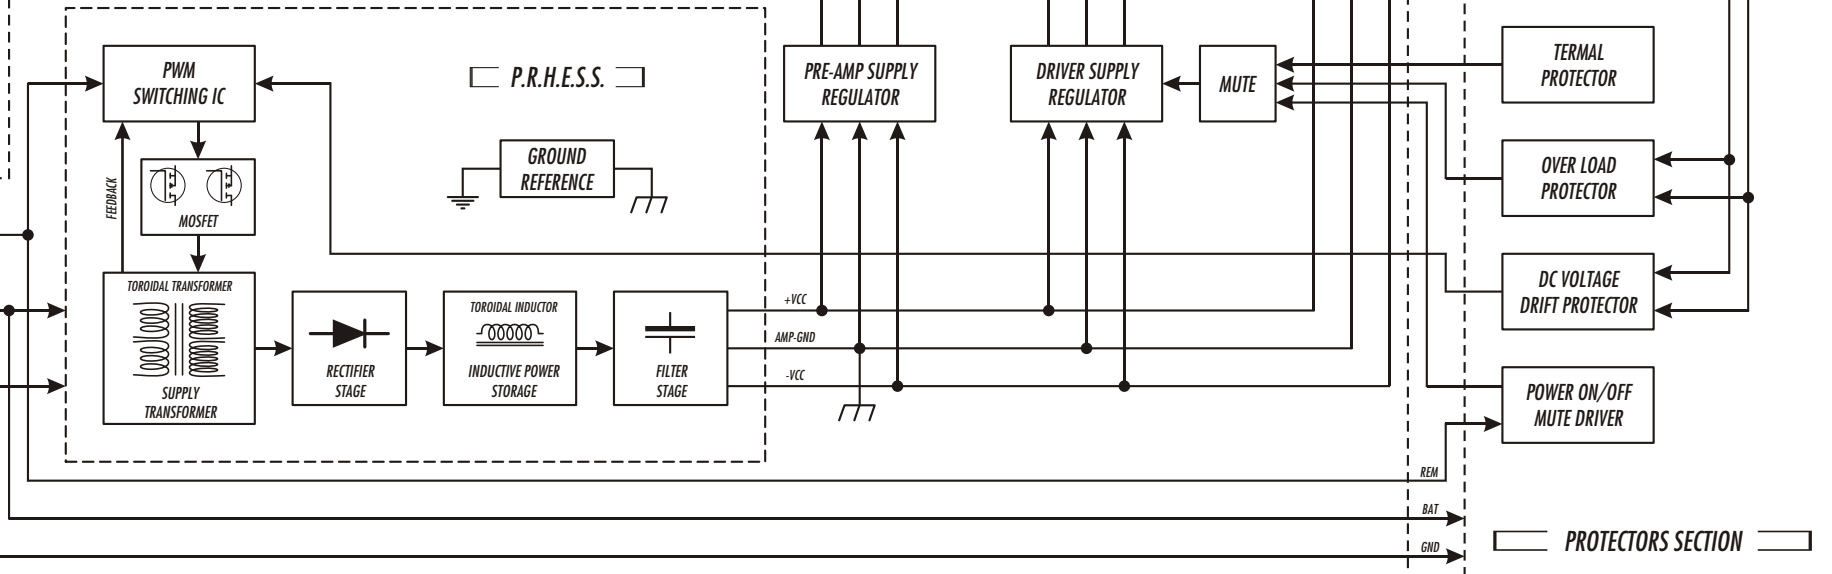 PWM
SWITCHING IC
P.R.H.E.S.S.
PRE-AMP SUPPLY
REGULATOR
DRIVER SUPPLY
REGULATOR
MUTE
TERMAL
PROTECTOR
GROUND
REFERENCE
OVER LOAD
PROTECTOR
FEEDBACK
MOSFET
TOROIDAL TRANSFORMER
SUPPLY
TRANSFORMER
RECTIFIER
STAGE
TOROIDAL INDUCTOR
INDUCTIVE POWER
STORAGE
FILTER
STAGE
+VCC
AMP-GND
-VCC
DC VOLTAGE
DRIFT PROTECTOR
POWER ON/OFF
MUTE DRIVER
REM
BAT
GND
PROTECTORS SECTION